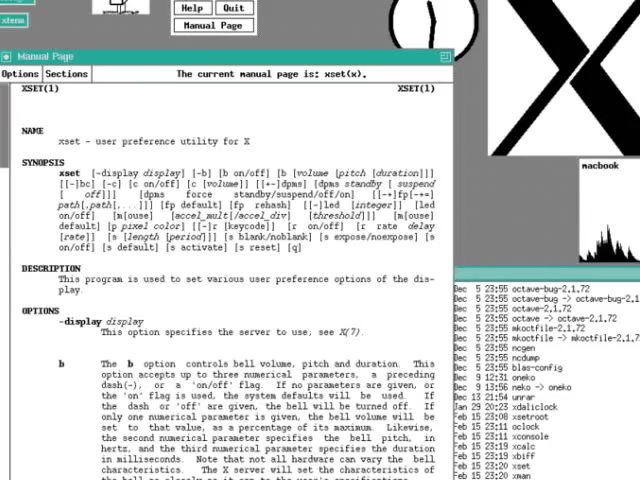 xterm
Help Quit
Manual Page
Manual Page
Options Sections The current manual page is: xset(x).
XSET(1) XSET(1)
NAME
xset - user preference utility for X
SYNOPSIS
xset [-display display] [-b] [b on/off] [b [volume [pitch [duration]]]
[[-]bc] [-c] [c on/off] [c [volume]] [[+-]dpms] [dpms standby [ suspend
[ off]]] [dpms force standby/suspend/off/on] [[-+]fp[-+=]
path[,path[,...]]] [fp default] [fp rehash] [[-]led [integer]] [led
on/off] [m[ouse] [accel_mult[/accel_div] [threshold]]] [m[ouse]
default] [p pixel color] [[-]r [keycode]] [r on/off] [r rate delay
[rate]] [s [length [period]]] [s blank/noblank] [s expose/noexpose] [s
on/off] [s default] [s activate] [s reset] [q]
DESCRIPTION
This program is used to set various user preference options of the dis-
play.
OPTIONS
-display display
This option specifies the server to use; see X(7).
b The b option controls bell volume, pitch and duration. This
option accepts up to three numerical parameters, a preceding
dash(-), or a 'on/off' flag. If no parameters are given, or
the 'on' flag is used, the system defaults will be used. If
the dash or 'off' are given, the bell will be turned off. If
only one numerical parameter is given, the bell volume will be
set to that value, as a percentage of its maximum. Likewise,
the second numerical parameter specifies the bell pitch, in
hertz, and the third numerical parameter specifies the duration
in milliseconds. Note that not all hardware can vary the bell
characteristics. The X server will set the characteristics of
the bell as closely as it can to the user's specifications.
macbook
Dec 5 23:55 octave-bug-2.1.72
Dec 5 23:55 octave-bug -> octave-bug-2.1
Dec 5 23:55 octave-2.1.72
Dec 5 23:55 octave -> octave-2.1.72
Dec 5 23:55 mkoctfile-2.1.72
Dec 5 23:55 mkoctfile -> mkoctfile-2.1.7
Dec 5 23:55 ncgen
Dec 5 23:55 ncdump
Dec 5 23:55 blas-config
Dec 9 12:31 oneko
Dec 9 13:56 neko -> oneko
Dec 13 21:54 unrar
Jan 29 20:23 xdaliclock
Feb 15 23:08 xsetroot
Feb 15 23:11 oclock
Feb 15 23:11 xconsole
Feb 15 23:19 xcalc
Feb 15 23:19 xbiff
Feb 15 23:20 xset
Feb 15 23:20 xman